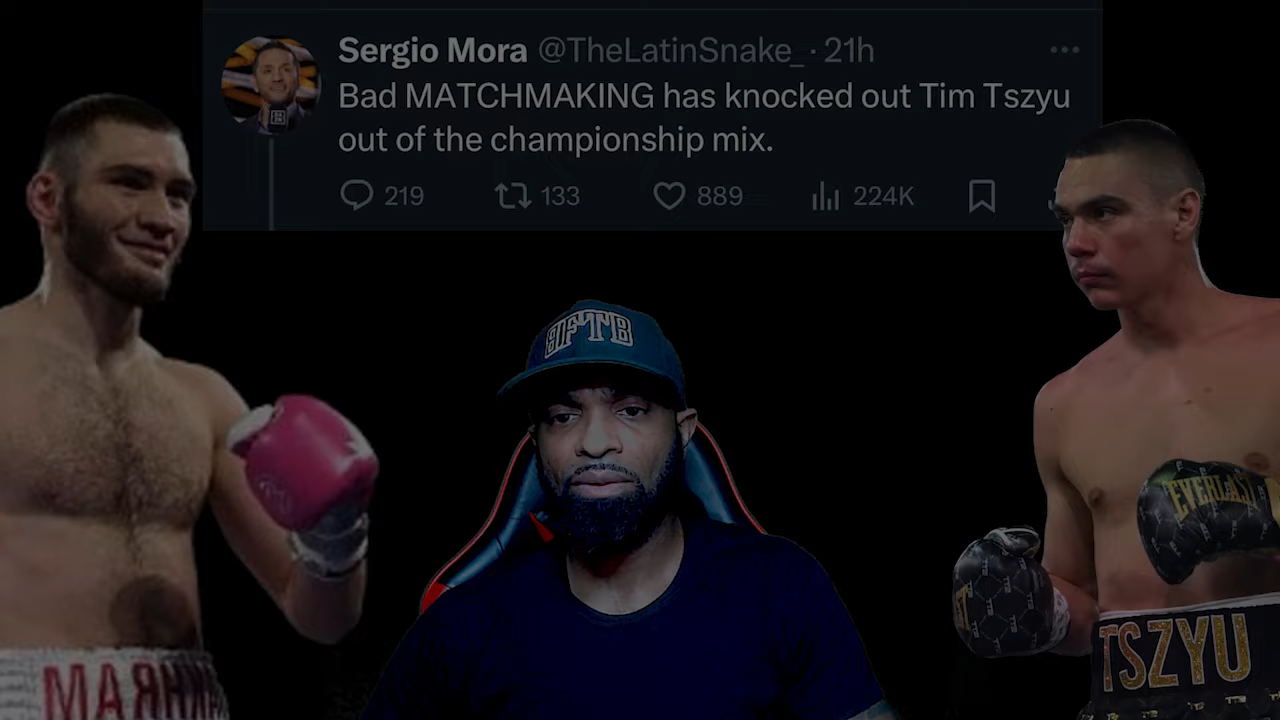 Sergio Mora @TheLatinSnake_ · 21h
Bad MATCHMAKING has knocked out Tim Tszyu
out of the championship mix.
219 133 889 224K
FTB
EVERLAST
TSZYU